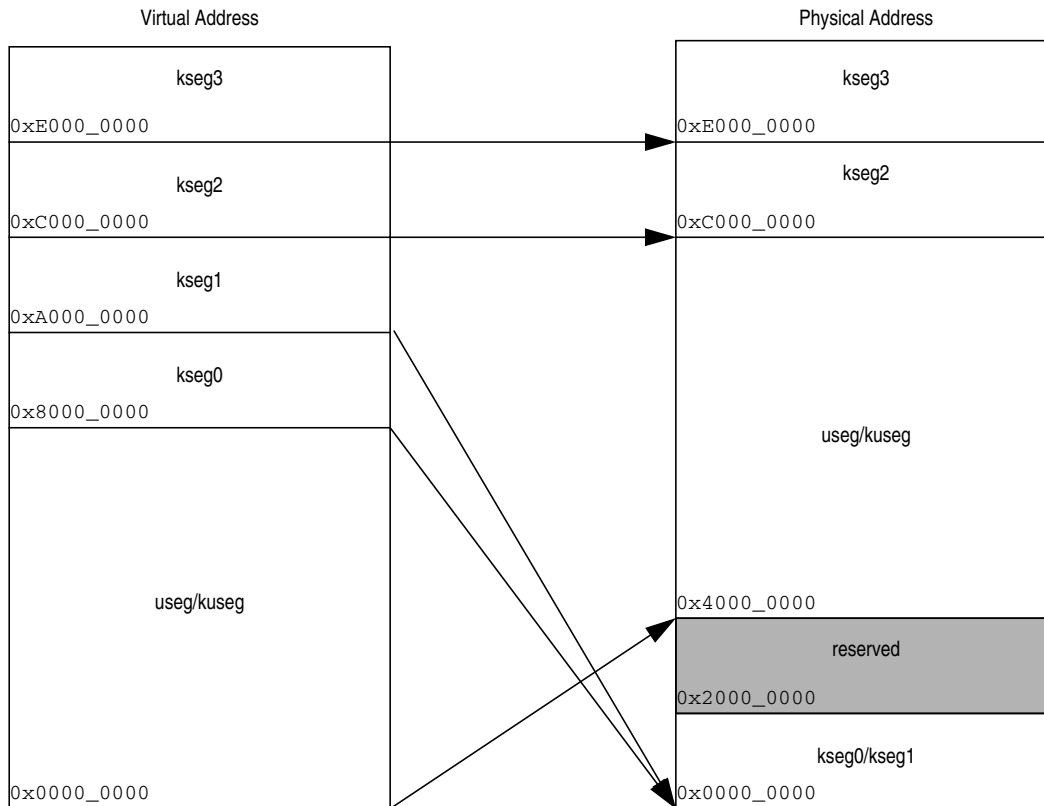 Virtual Address
kseg3
0xE000_0000
kseg2
0xC000_0000
kseg1
0xA000_0000
kseg0
0x8000_0000
useg/kuseg
0x0000_0000
Physical Address
kseg3
0xE000_0000
kseg2
0xC000_0000
useg/kuseg
0x4000_0000
reserved
0x2000_0000
kseg0/kseg1
0x0000_0000